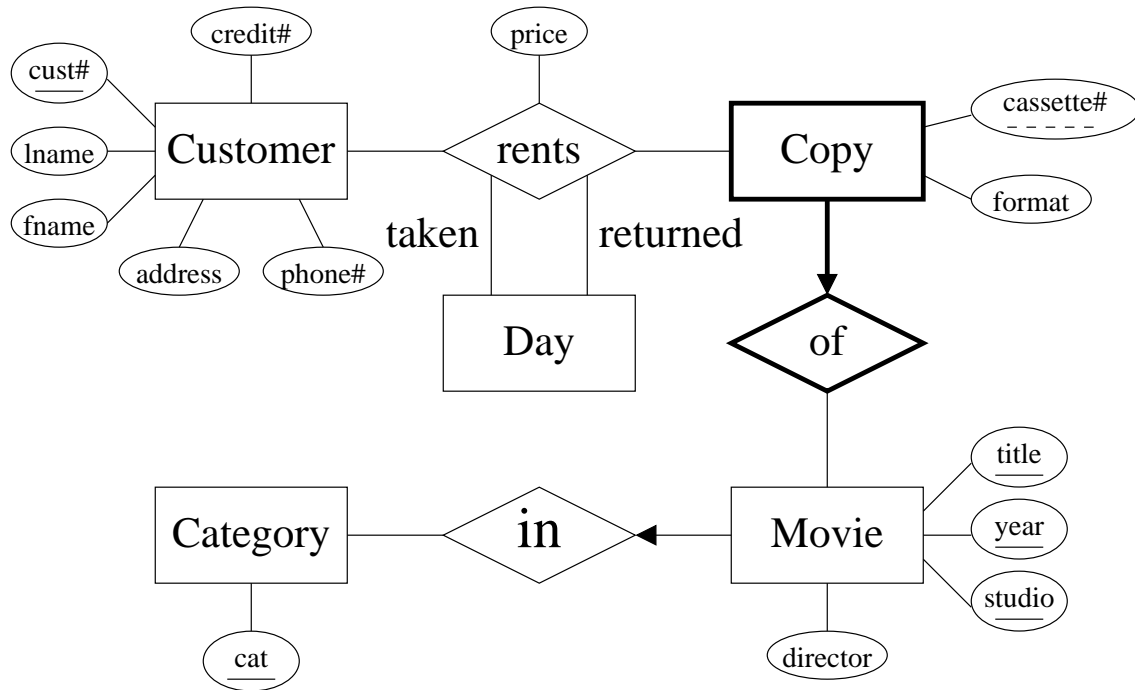 credit#
price
cust#
cassette#
Customer
rents
Copy
lname
format
fname
taken
returned
address
phone#
Day
of
title
Category
in
Movie
year
studio
cat
director